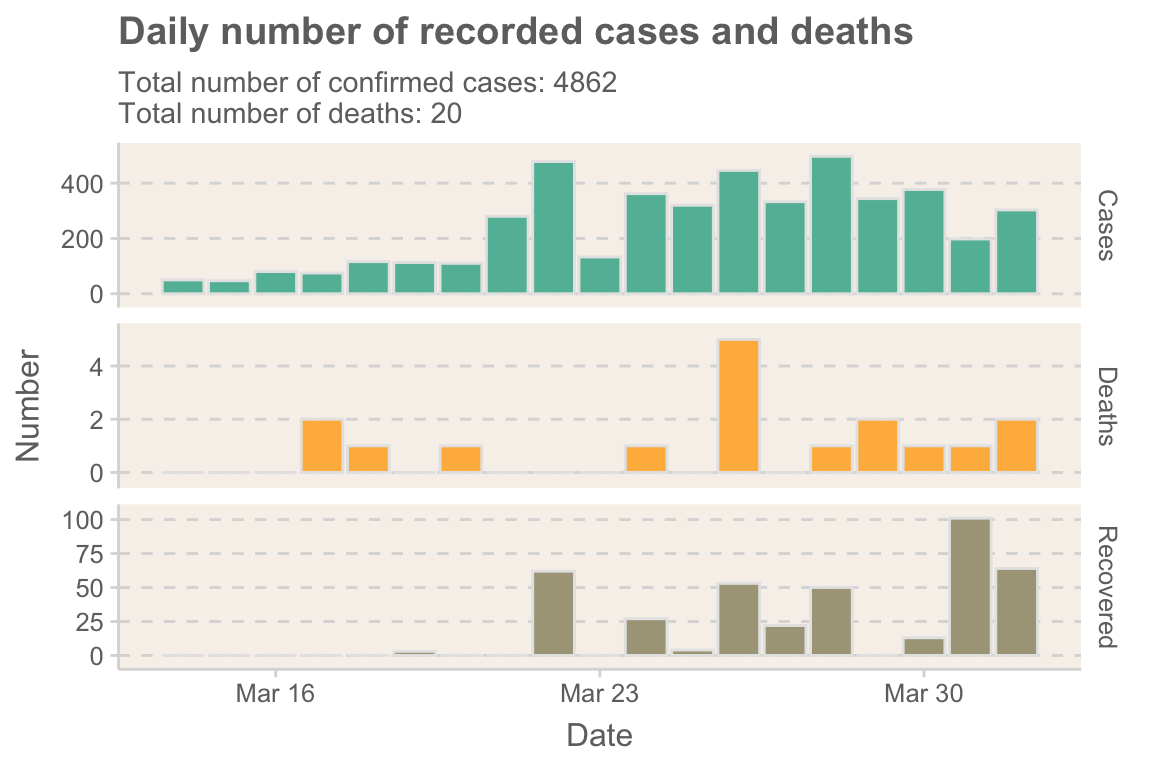 Daily number of recorded cases and deaths
Total number of confirmed cases: 4862
Total number of deaths: 20
400
200
0
Cases
Number
4
2
0
Deaths
100
75
50
25
0
Recovered
Mar 16
Mar 23
Mar 30
Date